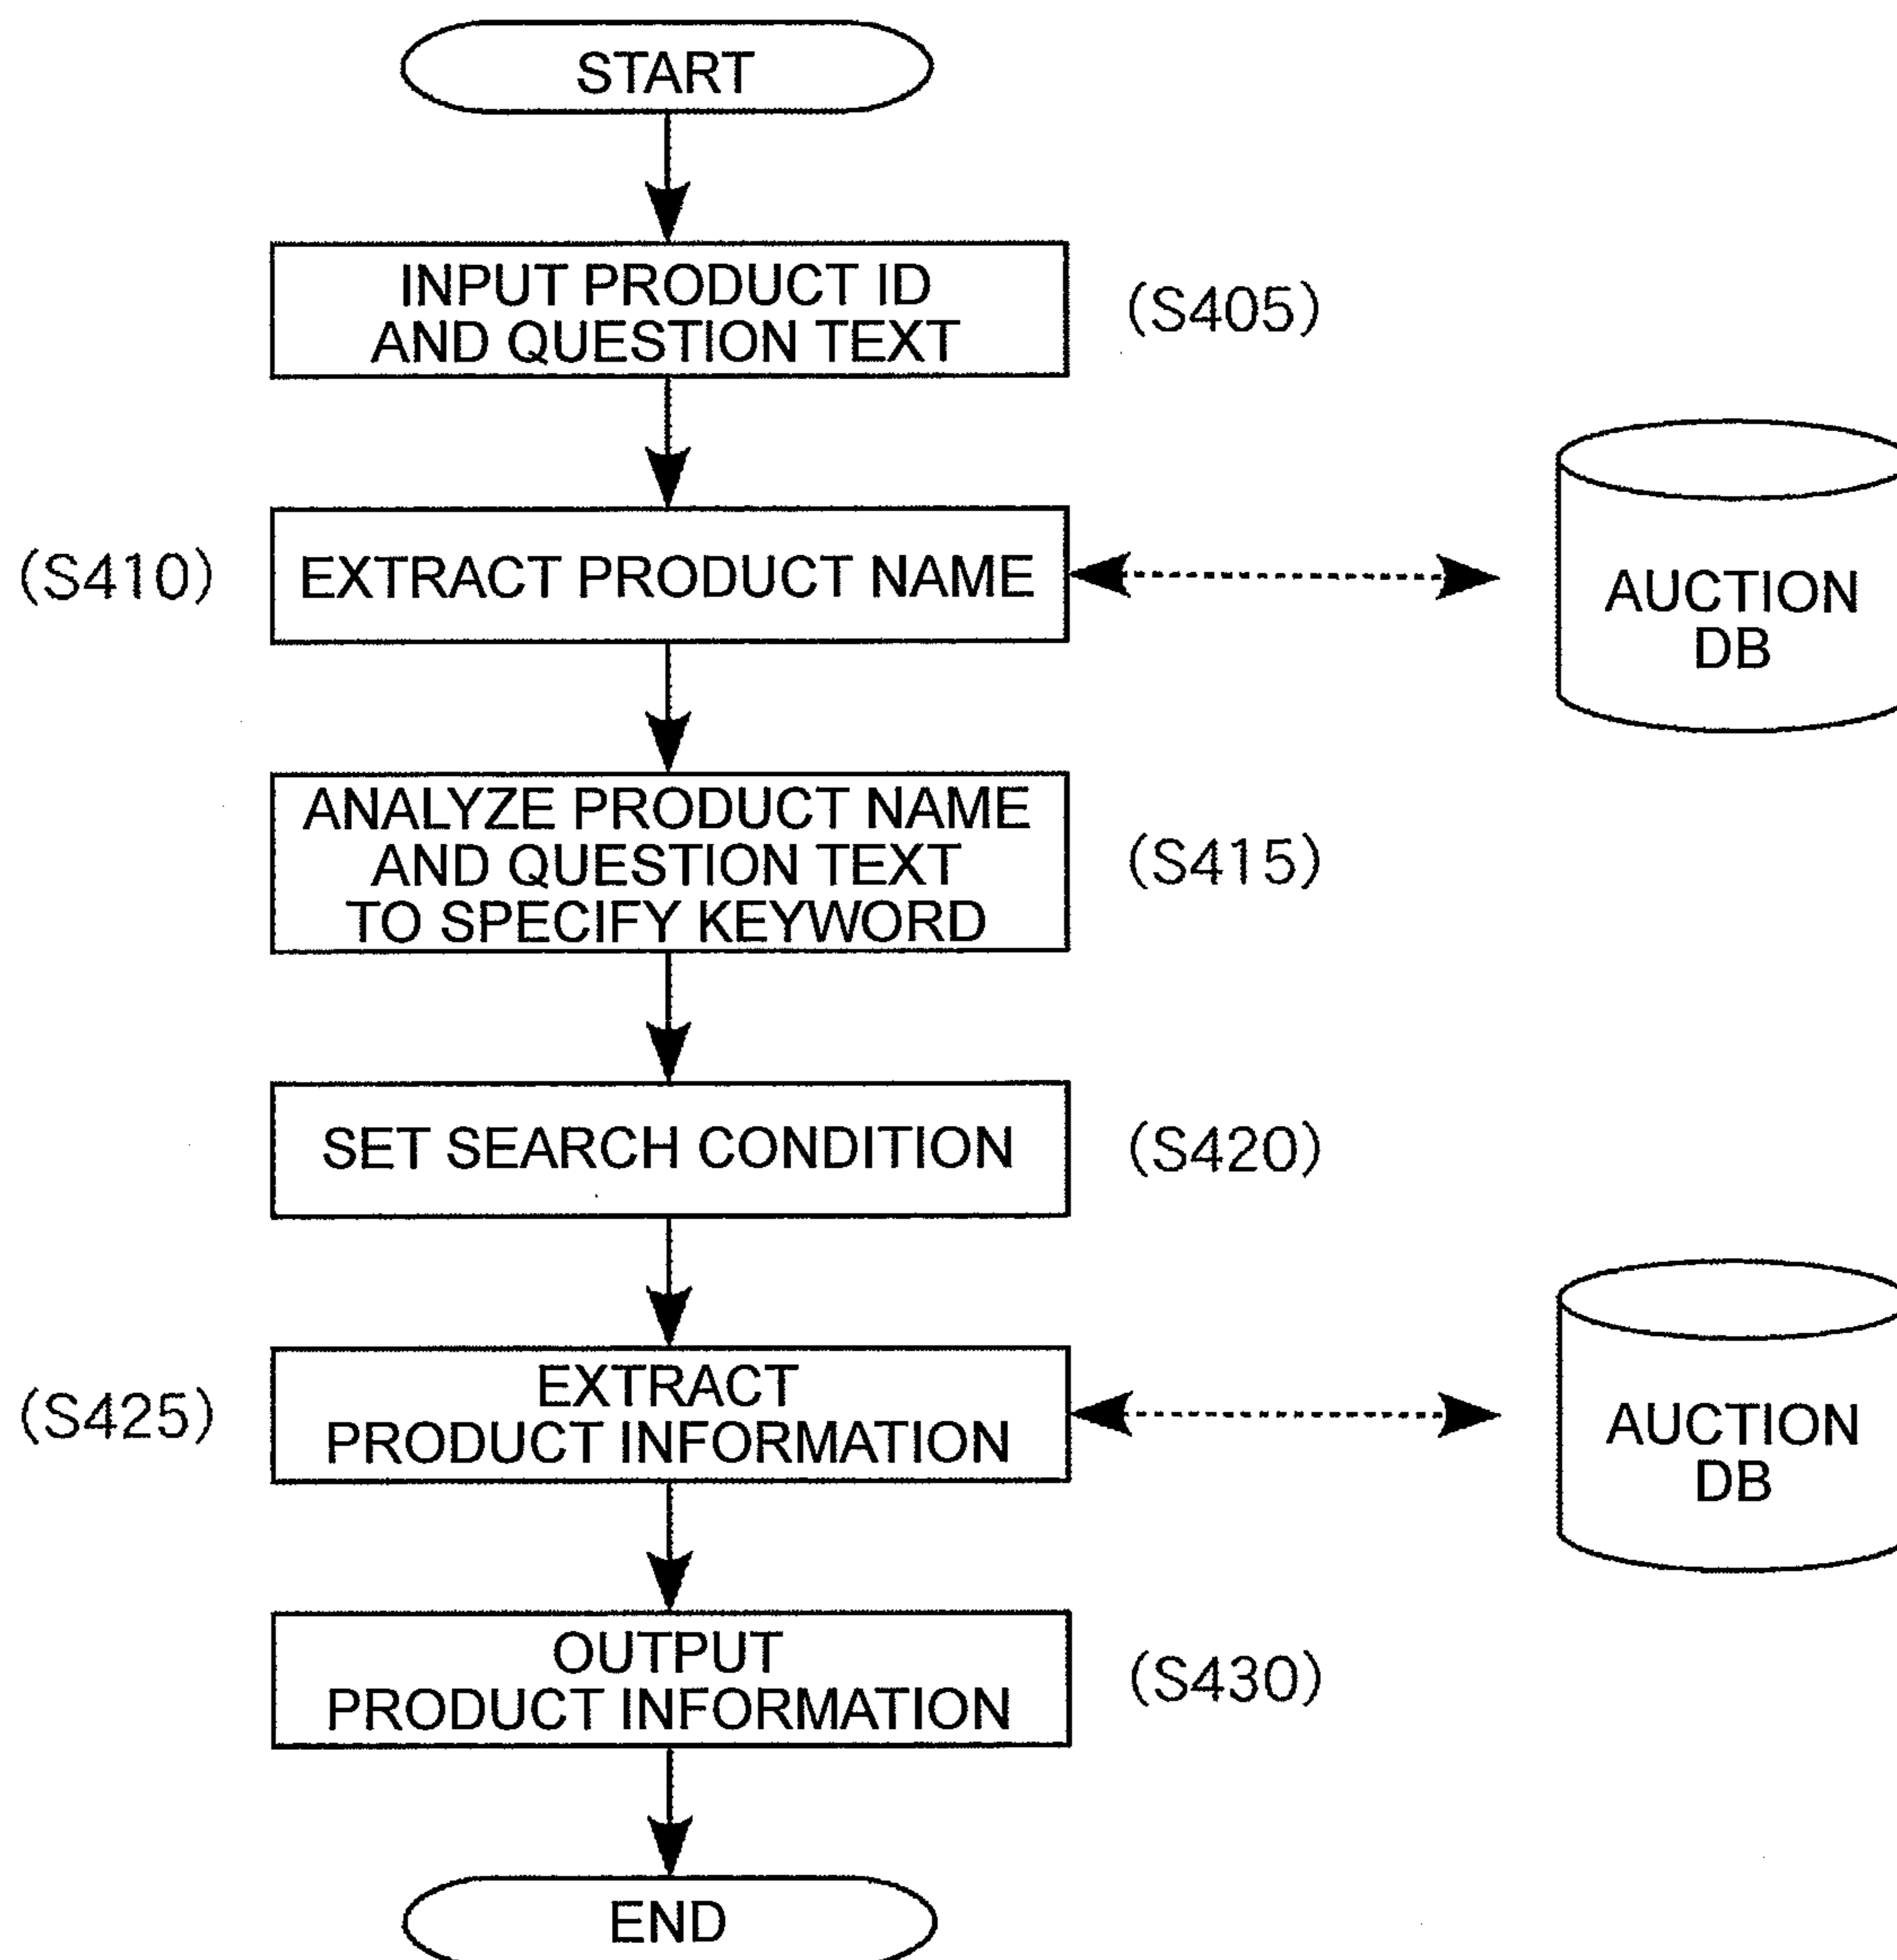 START
INPUT PRODUCT ID
AND QUESTION TEXT
(S405)
(S410)
EXTRACT PRODUCT NAME
AUCTION
DB
ANALYZE PRODUCT NAME
AND QUESTION TEXT
TO SPECIFY KEYWORD
(S415)
SET SEARCH CONDITION
(S420)
(S425)
EXTRACT
PRODUCT INFORMATION
AUCTION
DB
OUTPUT
PRODUCT INFORMATION
(S430)
END